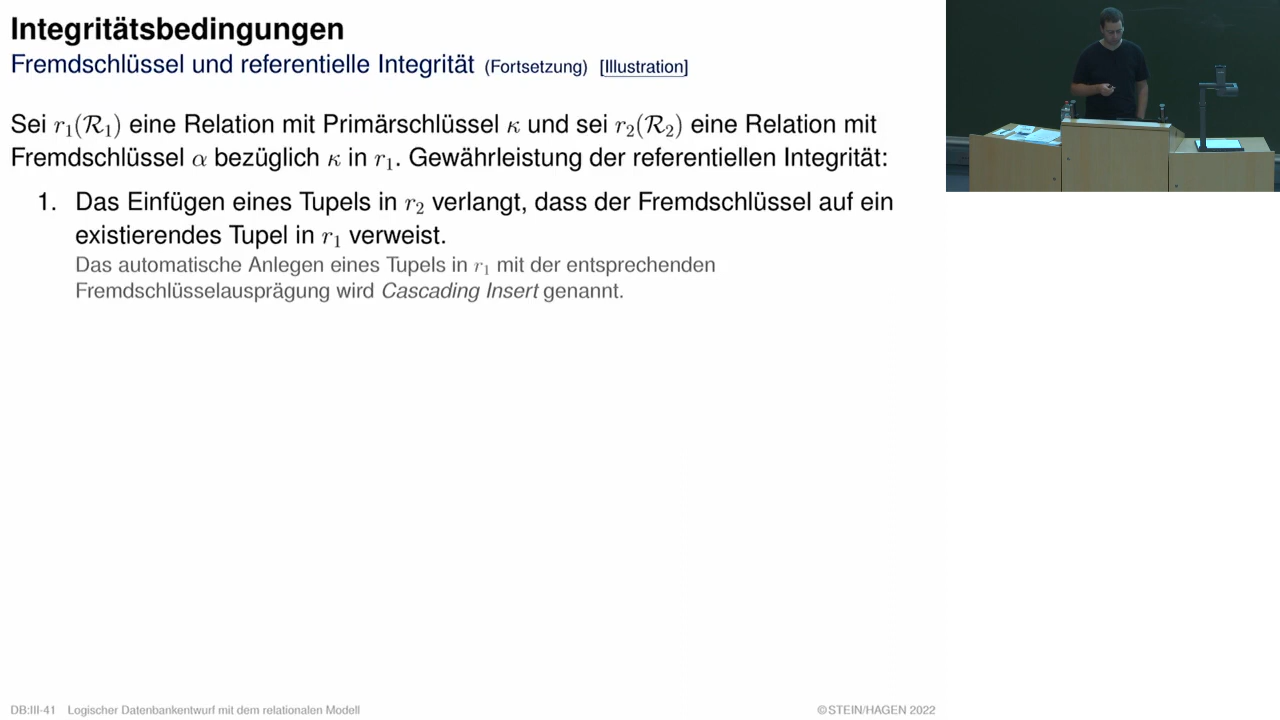 Integritätsbedingungen
Fremdschlüssel und referentielle Integrität (Fortsetzung) [Illustration]
Sei r₁(ℛ₁) eine Relation mit Primärschlüssel κ und sei r₂(ℛ₂) eine Relation mit
Fremdschlüssel α bezüglich κ in r₁. Gewährleistung der referentiellen Integrität:
1. Das Einfügen eines Tupels in r₂ verlangt, dass der Fremdschlüssel auf ein
existierendes Tupel in r₁ verweist.
Das automatische Anlegen eines Tupels in r₁ mit der entsprechenden
Fremdschlüsselausprägung wird Cascading Insert genannt.
DB:III-41 Logischer Datenbankentwurf mit dem relationalen Modell
©STEIN/HAGEN 2022